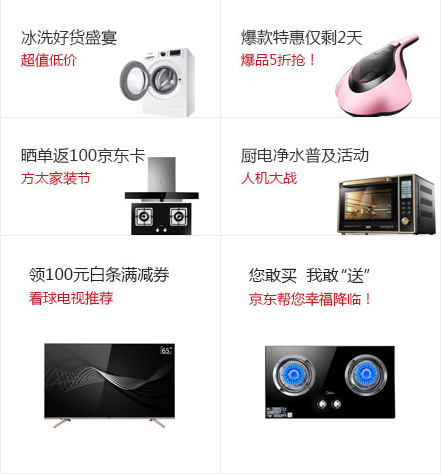 冰洗好货盛宴
超值低价
爆款特惠仅剩2天
爆品5折抢！
晒单返100京东卡
方太家装节
厨电净水普及活动
人机大战
领100元白条满减券
看球电视推荐
65"
您敢买 我敢“送”
京东帮您幸福降临！
Midea